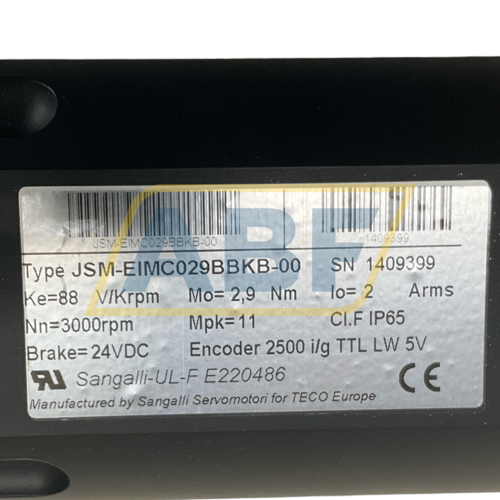 JSM-EIMC029BBKB-00 1409399
ABF
Type JSM-EIMC029BBKB-00 SN 1409399
Ke=88 V/Krpm Mo= 2,9 Nm Io= 2 Arms
Nn=3000rpm Mpk= 11 Cl.F IP65
Brake= 24VDC Encoder 2500 i/g TTL LW 5V
RU Sangalli-UL-F E220486 CE
Manufactured by Sangalli Servomotori for TECO Europe